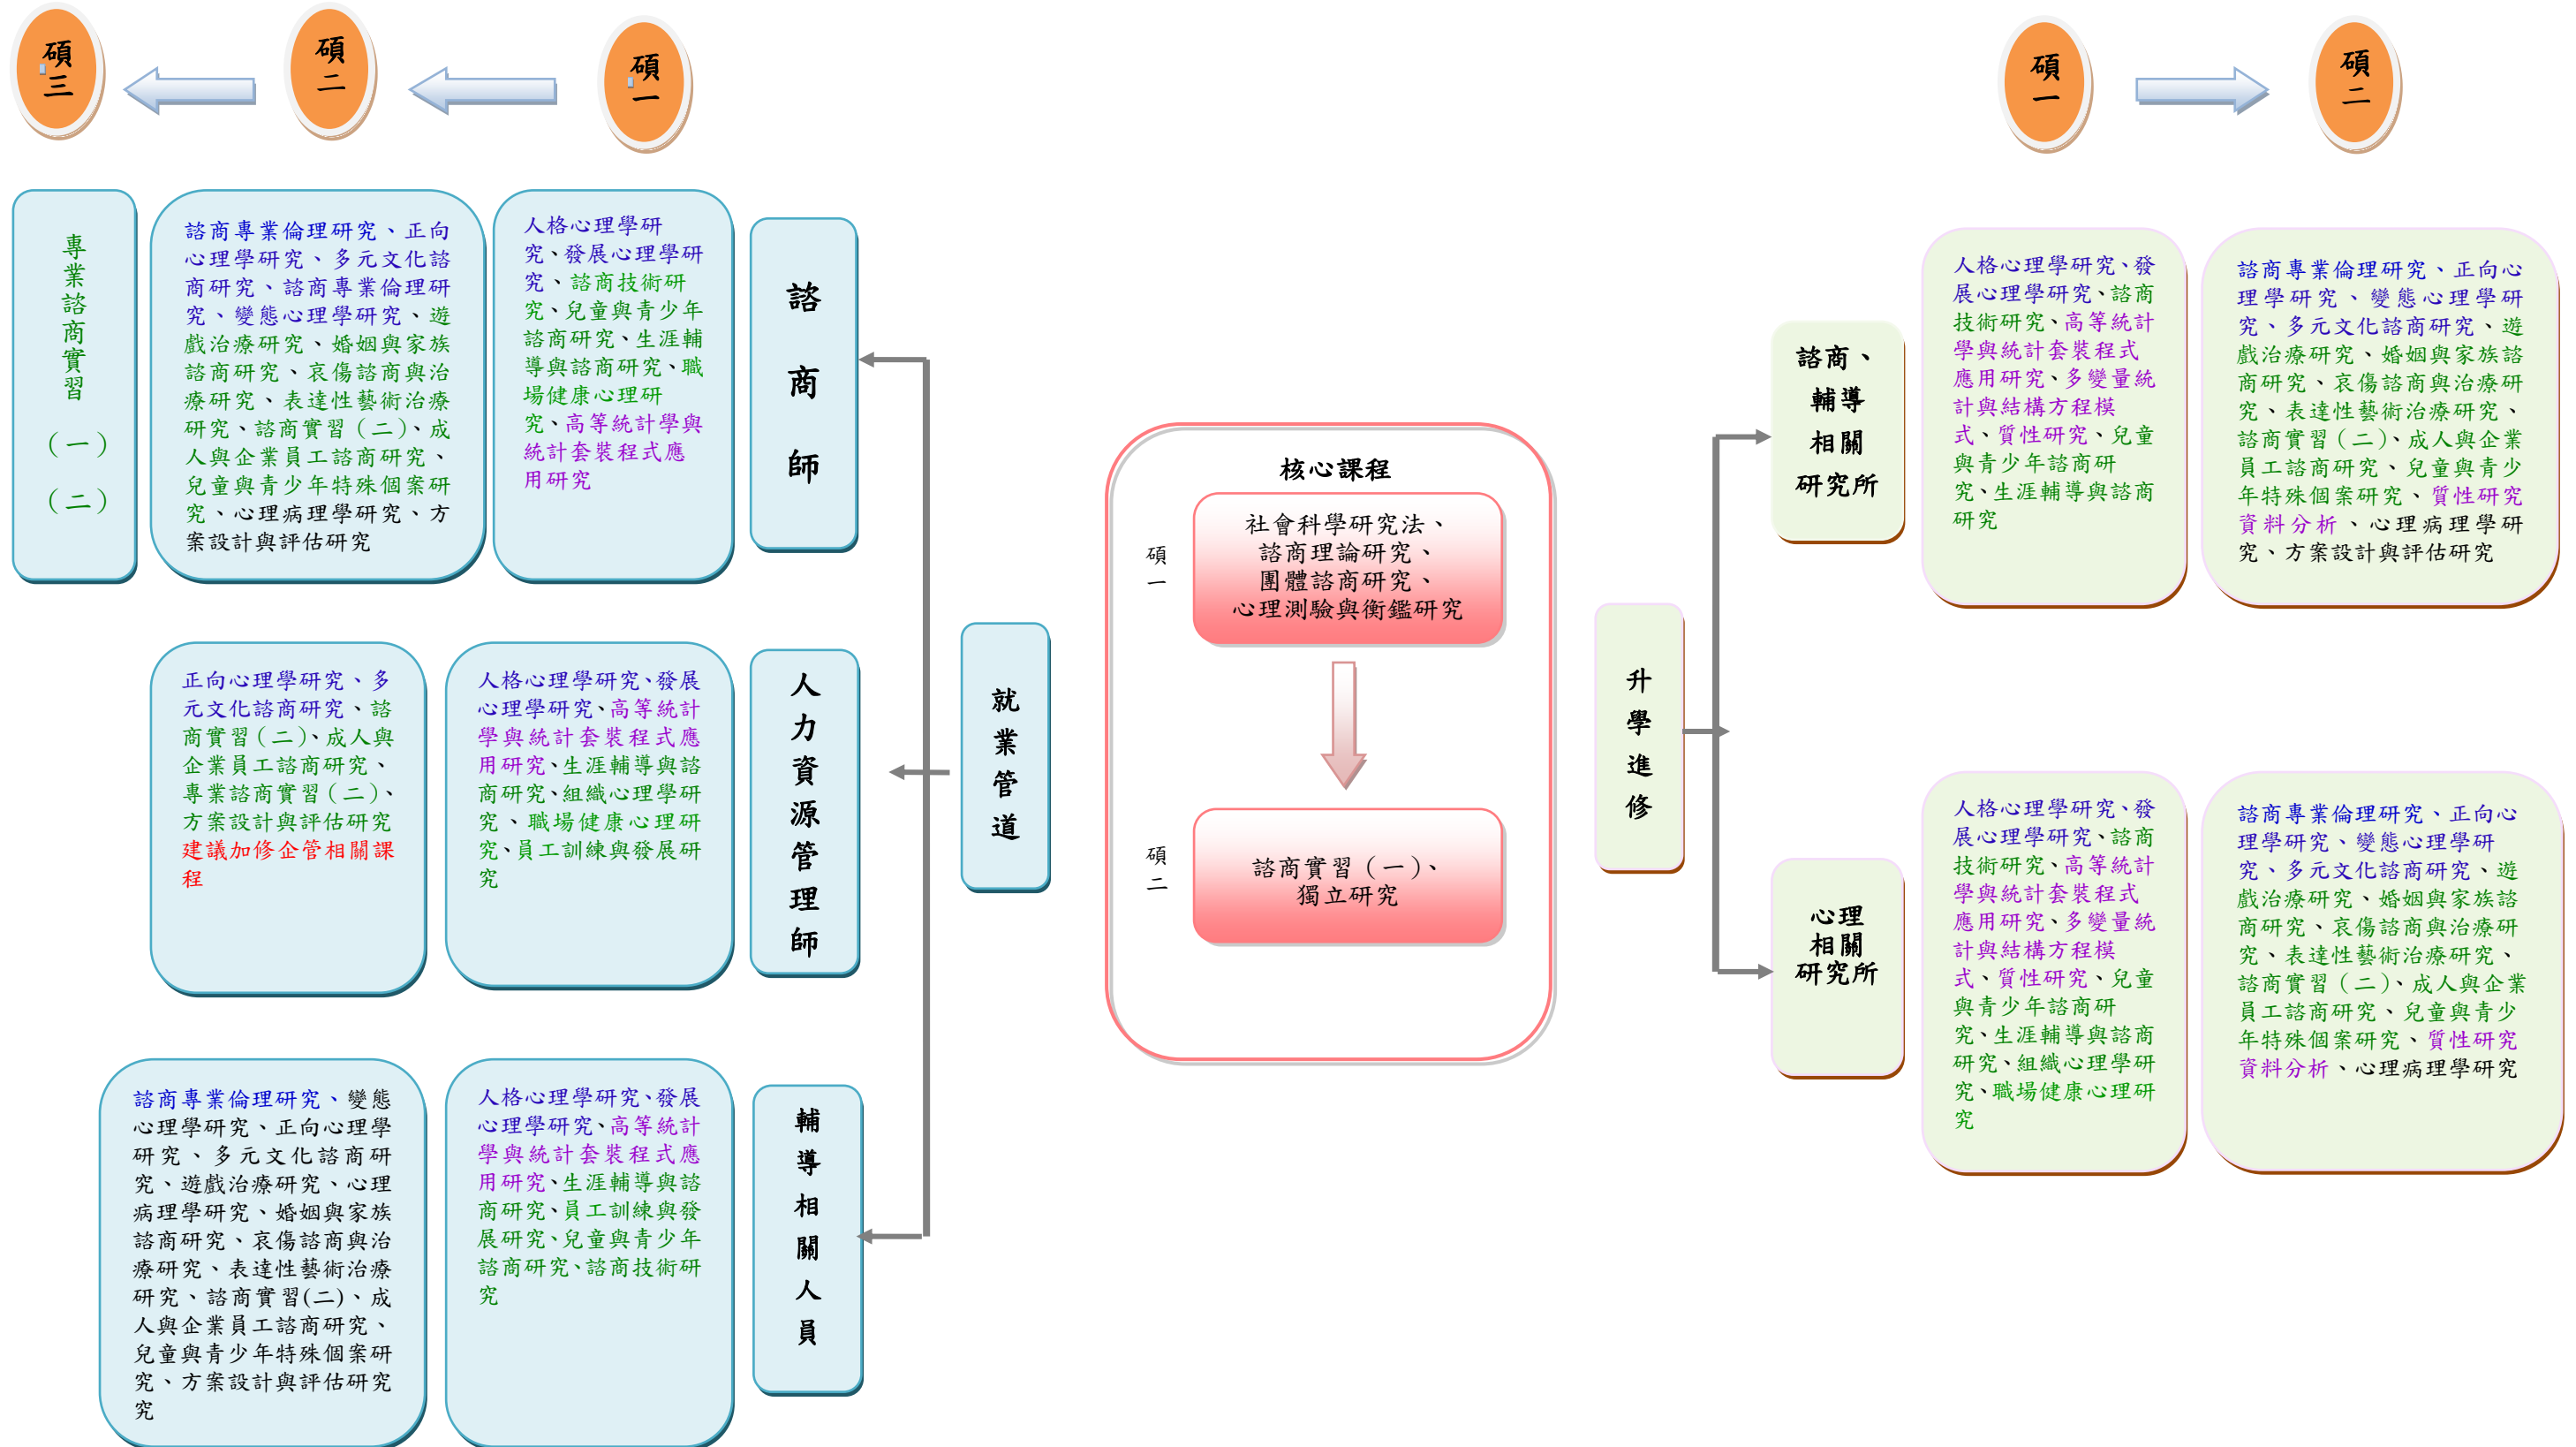 碩三
碩二
碩一
碩一
碩二
專業諮商實習
（一）
（二）
諮商專業倫理研究、正向
心理學研究、多元文化諮
商研究、諮商專業倫理研
究、變態心理學研究、遊
戲治療研究、婚姻與家族
諮商研究、哀傷諮商與治
療研究、表達性藝術治療
研究、諮商實習（二）、成
人與企業員工諮商研究、
兒童與青少年特殊個案研
究、心理病理學研究、方
案設計與評估研究
人格心理學研
究、發展心理學研
究、諮商技術研
究、兒童與青少年
諮商研究、生涯輔
導與諮商研究、職
場健康心理研
究、高等統計學與
統計套裝程式應
用研究
諮商師
正向心理學研究、多
元文化諮商研究、諮
商實習（二）、成人與
企業員工諮商研究、
專業諮商實習（二）、
方案設計與評估研究
建議加修企管相關課
程
人格心理學研究、發展
心理學研究、高等統計
學與統計套裝程式應
用研究、生涯輔導與諮
商研究、組織心理學研
究、職場健康心理研
究、員工訓練與發展研
究
人力資源管理師
諮商專業倫理研究、變態
心理學研究、正向心理學
研究、多元文化諮商研
究、遊戲治療研究、心理
病理學研究、婚姻與家族
諮商研究、哀傷諮商與治
療研究、表達性藝術治療
研究、諮商實習(二)、成
人與企業員工諮商研究、
兒童與青少年特殊個案研
究、方案設計與評估研究
究
人格心理學研究、發展
心理學研究、高等統計
學與統計套裝程式應
用研究、生涯輔導與諮
商研究、員工訓練與發
展研究、兒童與青少年
諮商研究、諮商技術研
究
輔導相關人員
就業管道
核心課程
碩一
社會科學研究法、
諮商理論研究、
團體諮商研究、
心理測驗與衡鑑研究
碩二
諮商實習（一）、
獨立研究
升學進修
諮商、
輔導
相關
研究所
人格心理學研究、發
展心理學研究、諮商
技術研究、高等統計
學與統計套裝程式
應用研究、多變量統
計與結構方程模
式、質性研究、兒童
與青少年諮商研
究、生涯輔導與諮商
研究
諮商專業倫理研究、正向心
理學研究、變態心理學研
究、多元文化諮商研究、遊
戲治療研究、婚姻與家族諮
商研究、哀傷諮商與治療研
究、表達性藝術治療研究、
諮商實習（二）、成人與企業
員工諮商研究、兒童與青少
年特殊個案研究、質性研究
資料分析、心理病理學研
究、方案設計與評估研究
心理
相關
研究所
人格心理學研究、發
展心理學研究、諮商
技術研究、高等統計
學與統計套裝程式
應用研究、多變量統
計與結構方程模
式、質性研究、兒童
與青少年諮商研
究、生涯輔導與諮商
研究、組織心理學研
究、職場健康心理研
究
諮商專業倫理研究、正向心
理學研究、變態心理學研
究、多元文化諮商研究、遊
戲治療研究、婚姻與家族諮
商研究、哀傷諮商與治療研
究、表達性藝術治療研究、
諮商實習（二）、成人與企業
員工諮商研究、兒童與青少
年特殊個案研究、質性研究
資料分析、心理病理學研究